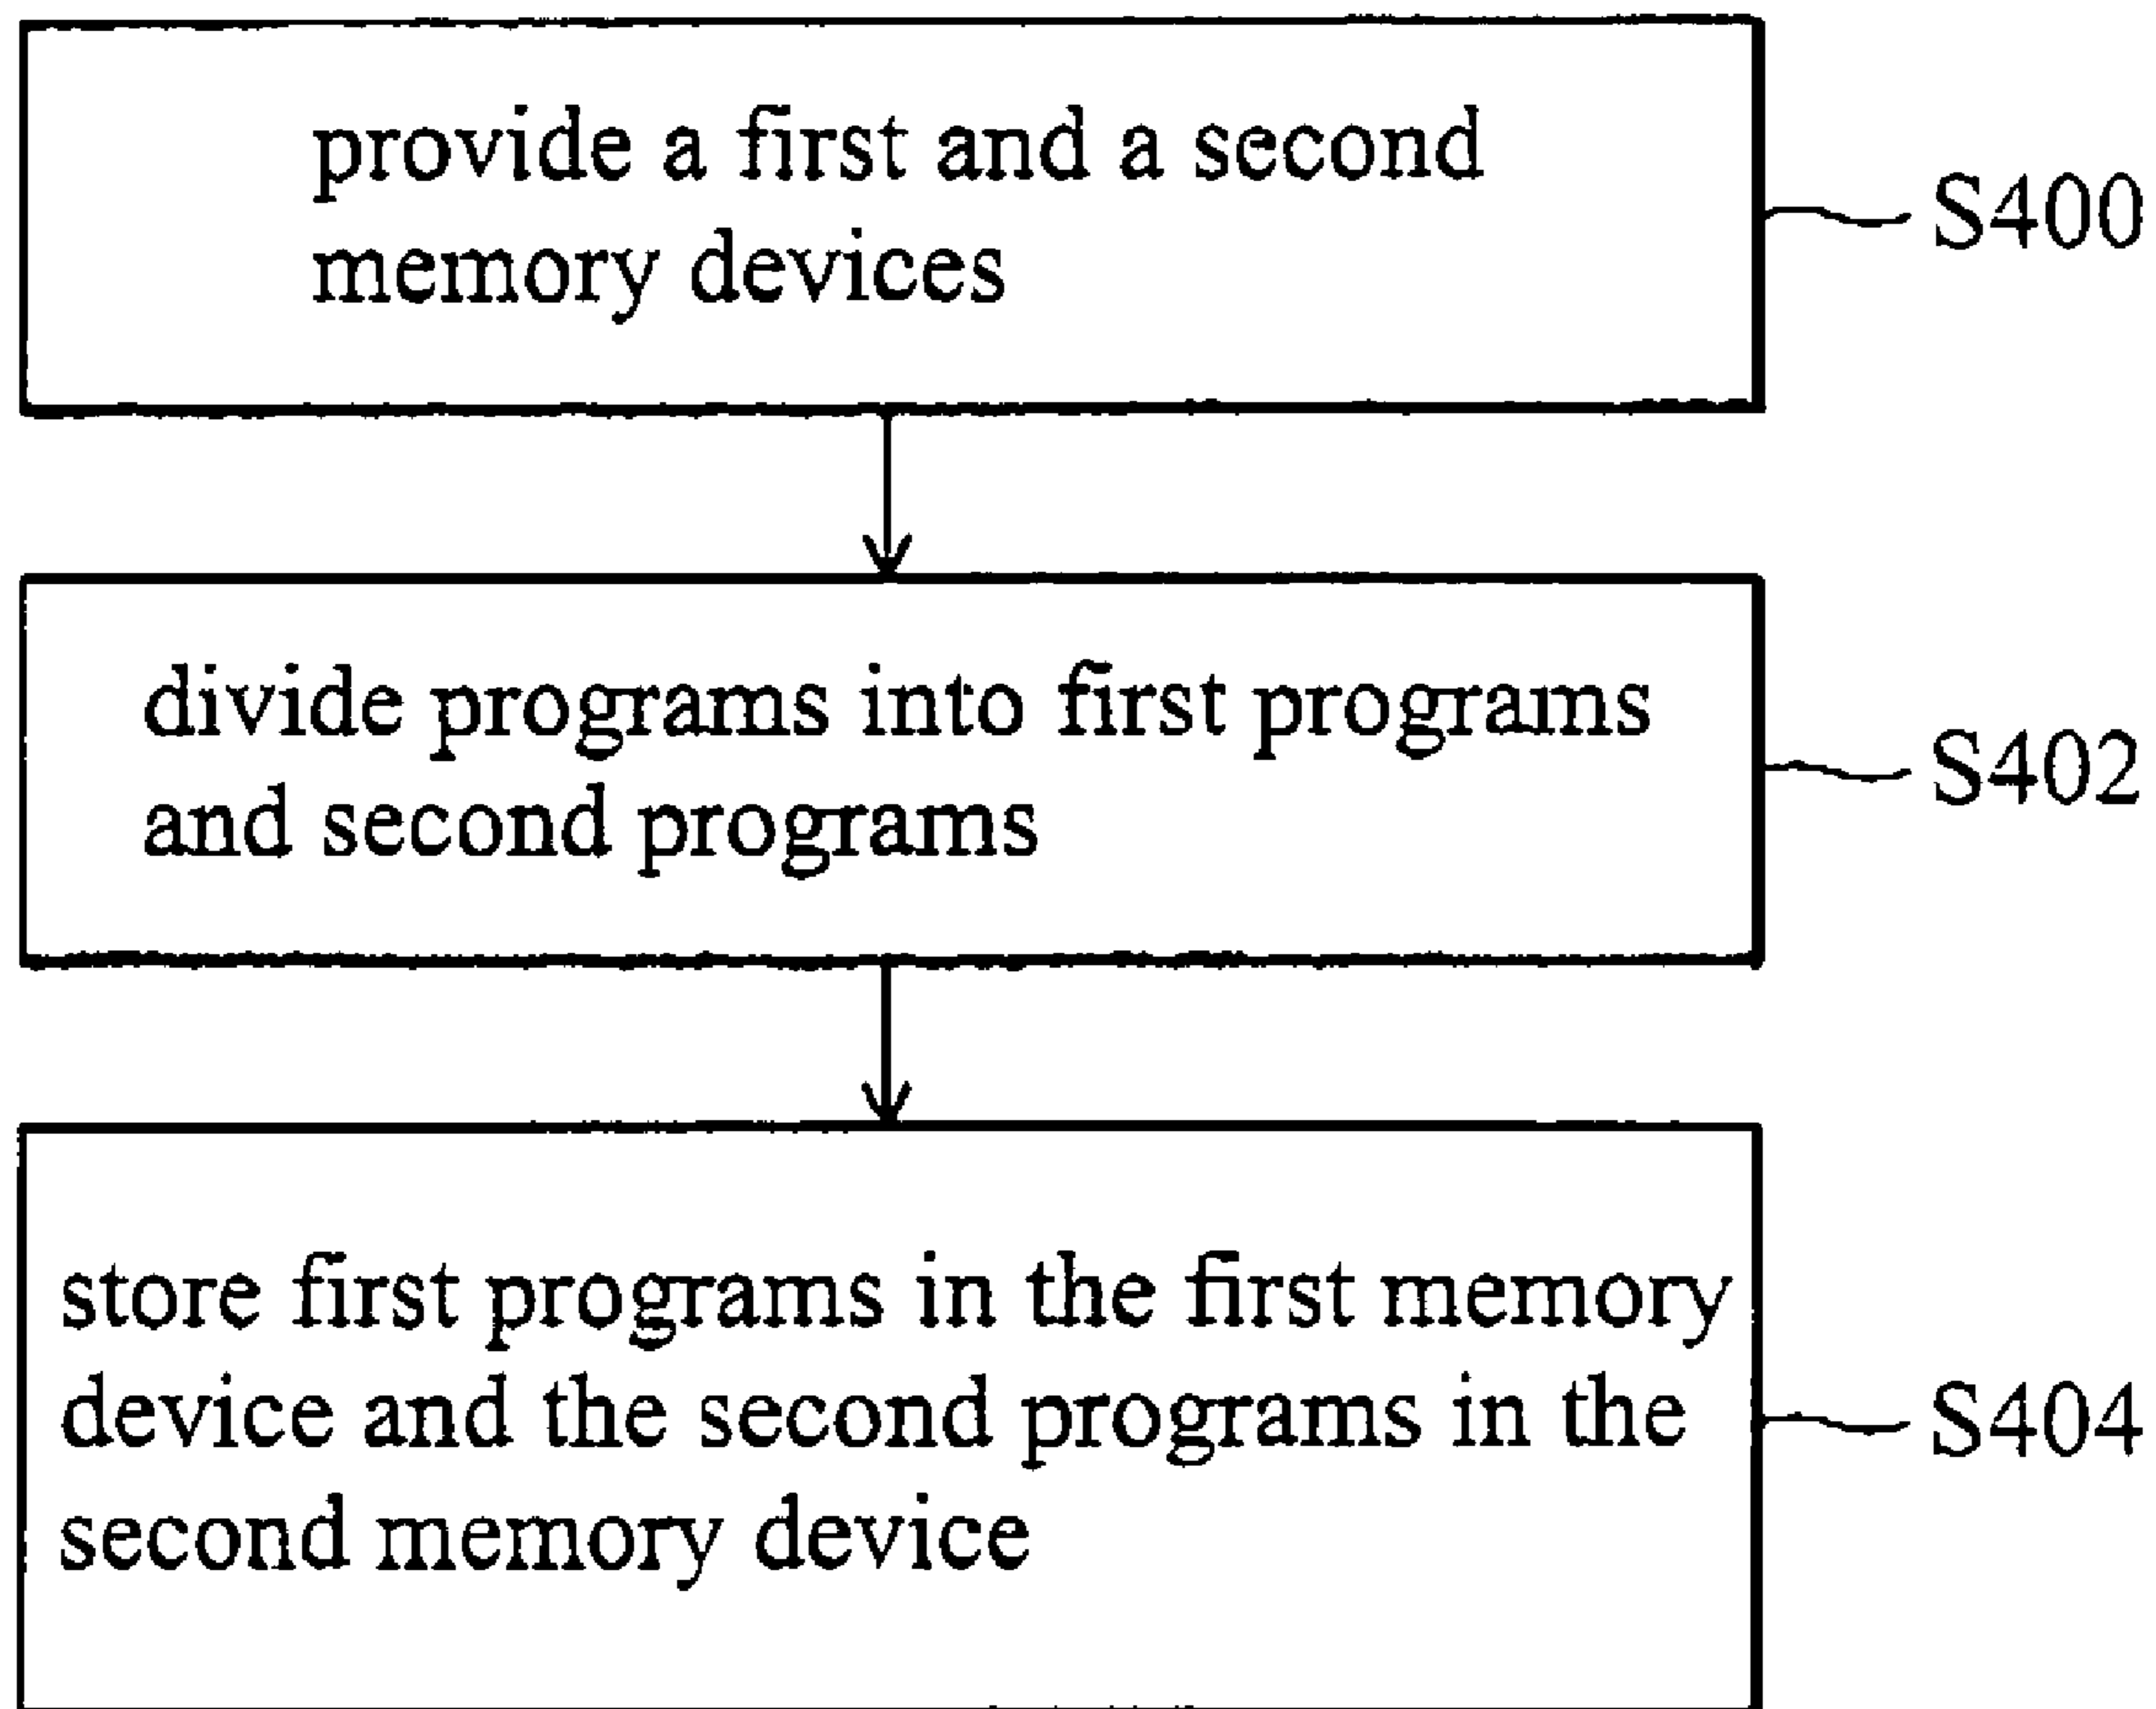 provide a first and a second
memory devices
S400
divide programs into first programs
and second programs
S402
store first programs in the first memory
device and the second programs in the
second memory device
S404